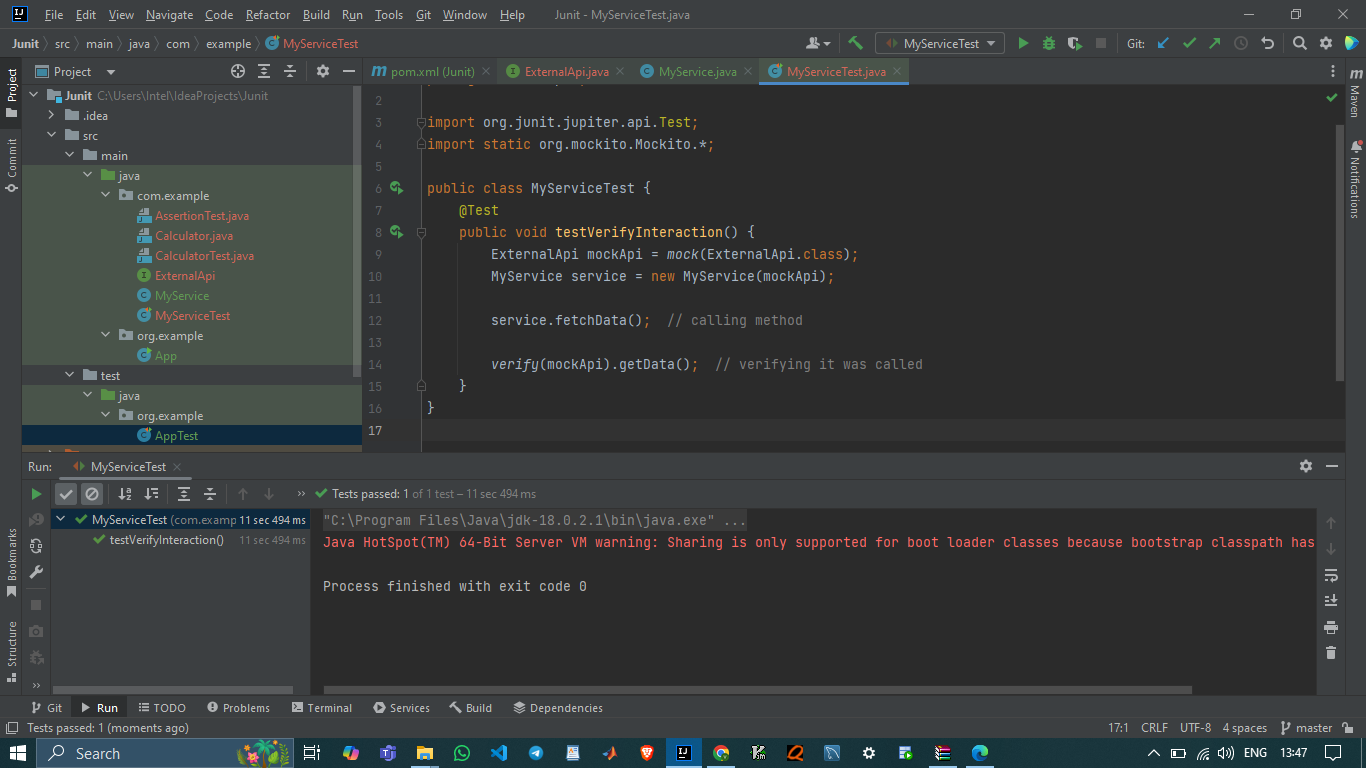 File Edit View Navigate Code Refactor Build Run Tools Git Window Help Junit - MyServiceTest.java
Junit src main java com example MyServiceTest MyServiceTest Git:
Project
Project pom.xml (Junit) ExternalApi.java MyService.java MyServiceTest.java
Maven
Notifications
Commit
Junit C:\Users\Intel\IdeaProjects\Junit
.idea
src
main
java
com.example
AssertionTest.java
Calculator.java
CalculatorTest.java
ExternalApi
MyService
MyServiceTest
org.example
App
test
java
org.example
AppTest
2
3 import org.junit.jupiter.api.Test;
4 import static org.mockito.Mockito.*;
5
6 public class MyServiceTest {
7 @Test
8 public void testVerifyInteraction() {
9 ExternalApi mockApi = mock(ExternalApi.class);
10 MyService service = new MyService(mockApi);
11
12 service.fetchData(); // calling method
13
14 verify(mockApi).getData(); // verifying it was called
15 }
16 }
17
Run: MyServiceTest
Tests passed: 1 of 1 test – 11 sec 494 ms
MyServiceTest (com.examp 11 sec 494 ms
testVerifyInteraction() 11 sec 494 ms
"C:\Program Files\Java\jdk-18.0.2.1\bin\java.exe" ...
Java HotSpot(TM) 64-Bit Server VM warning: Sharing is only supported for boot loader classes because bootstrap classpath has
Process finished with exit code 0
Bookmarks
Structure
Git Run TODO Problems Terminal Services Build Dependencies
Tests passed: 1 (moments ago) 17:1 CRLF UTF-8 4 spaces master
Search ENG 13:47